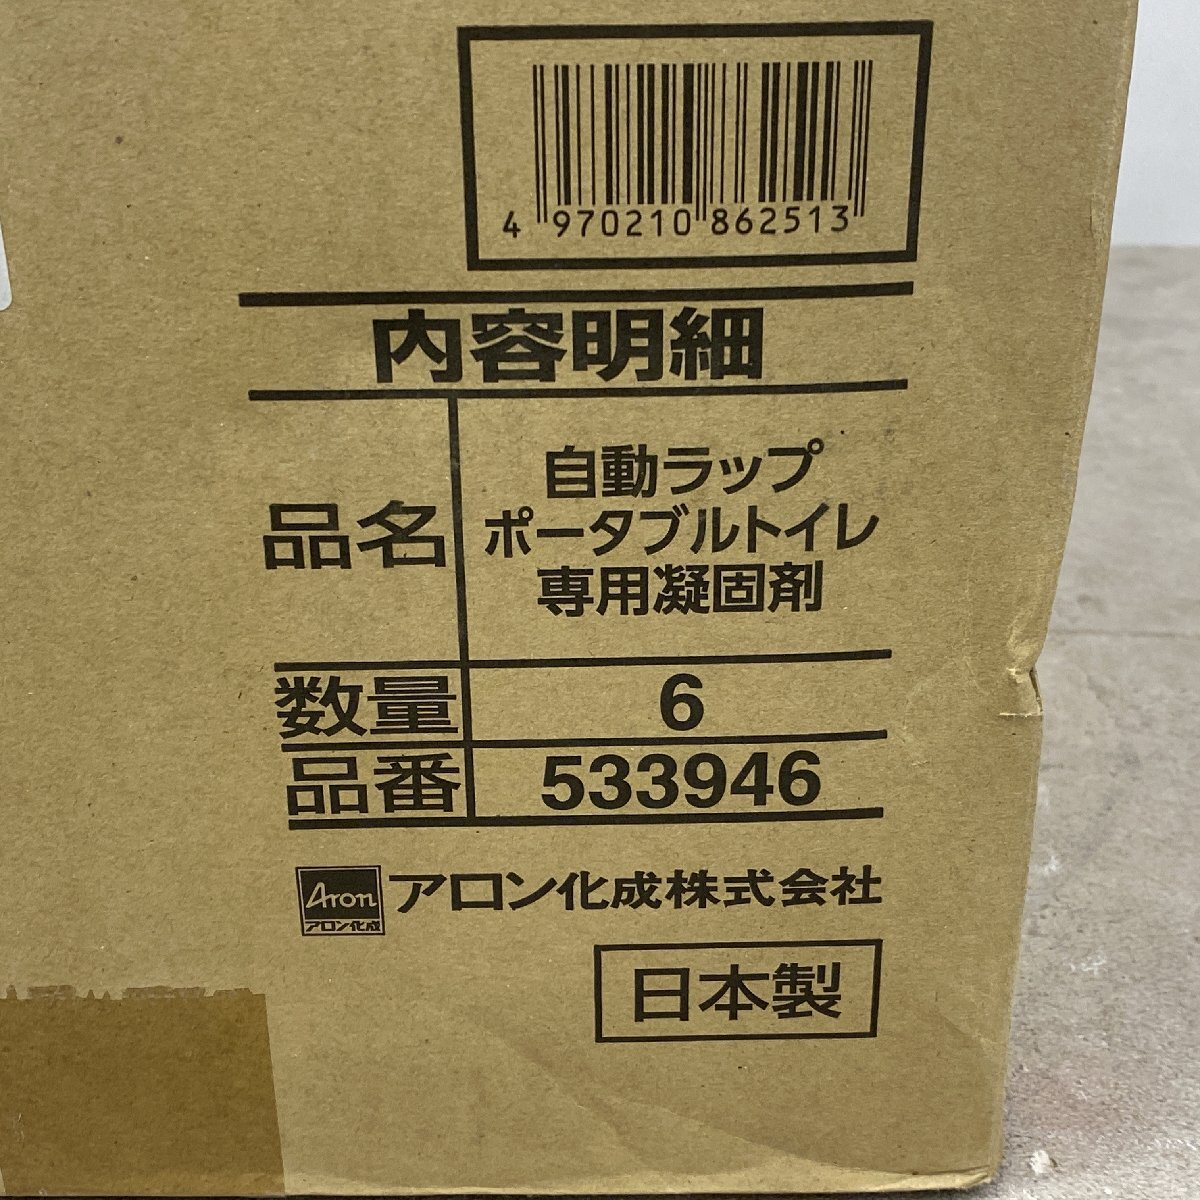 4 970210 862513
内容明細
品名
自動ラップ
ポータブルトイレ
専用凝固剤
数量 6
品番 533946
Aron
アロン化成
アロン化成株式会社
日本製